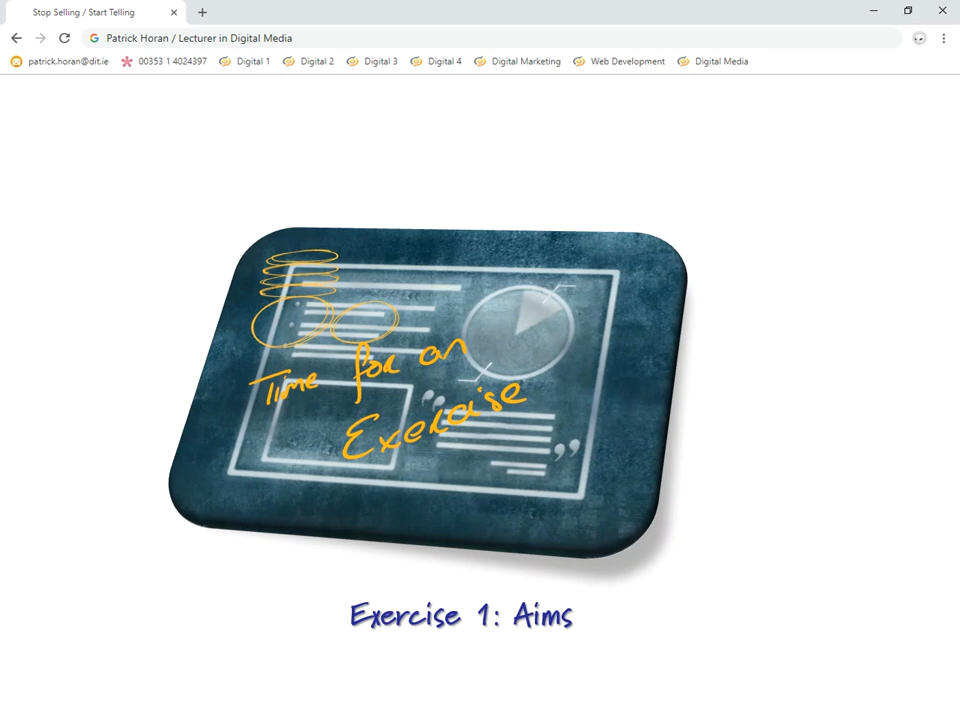 Stop Selling / Start Telling
Patrick Horan / Lecturer in Digital Media
patrick.horan@dit.ie 00353 1 4024397 Digital 1 Digital 2 Digital 3 Digital 4 Digital Marketing Web Development Digital Media
Time for an
Exercise
Exercise 1: Aims